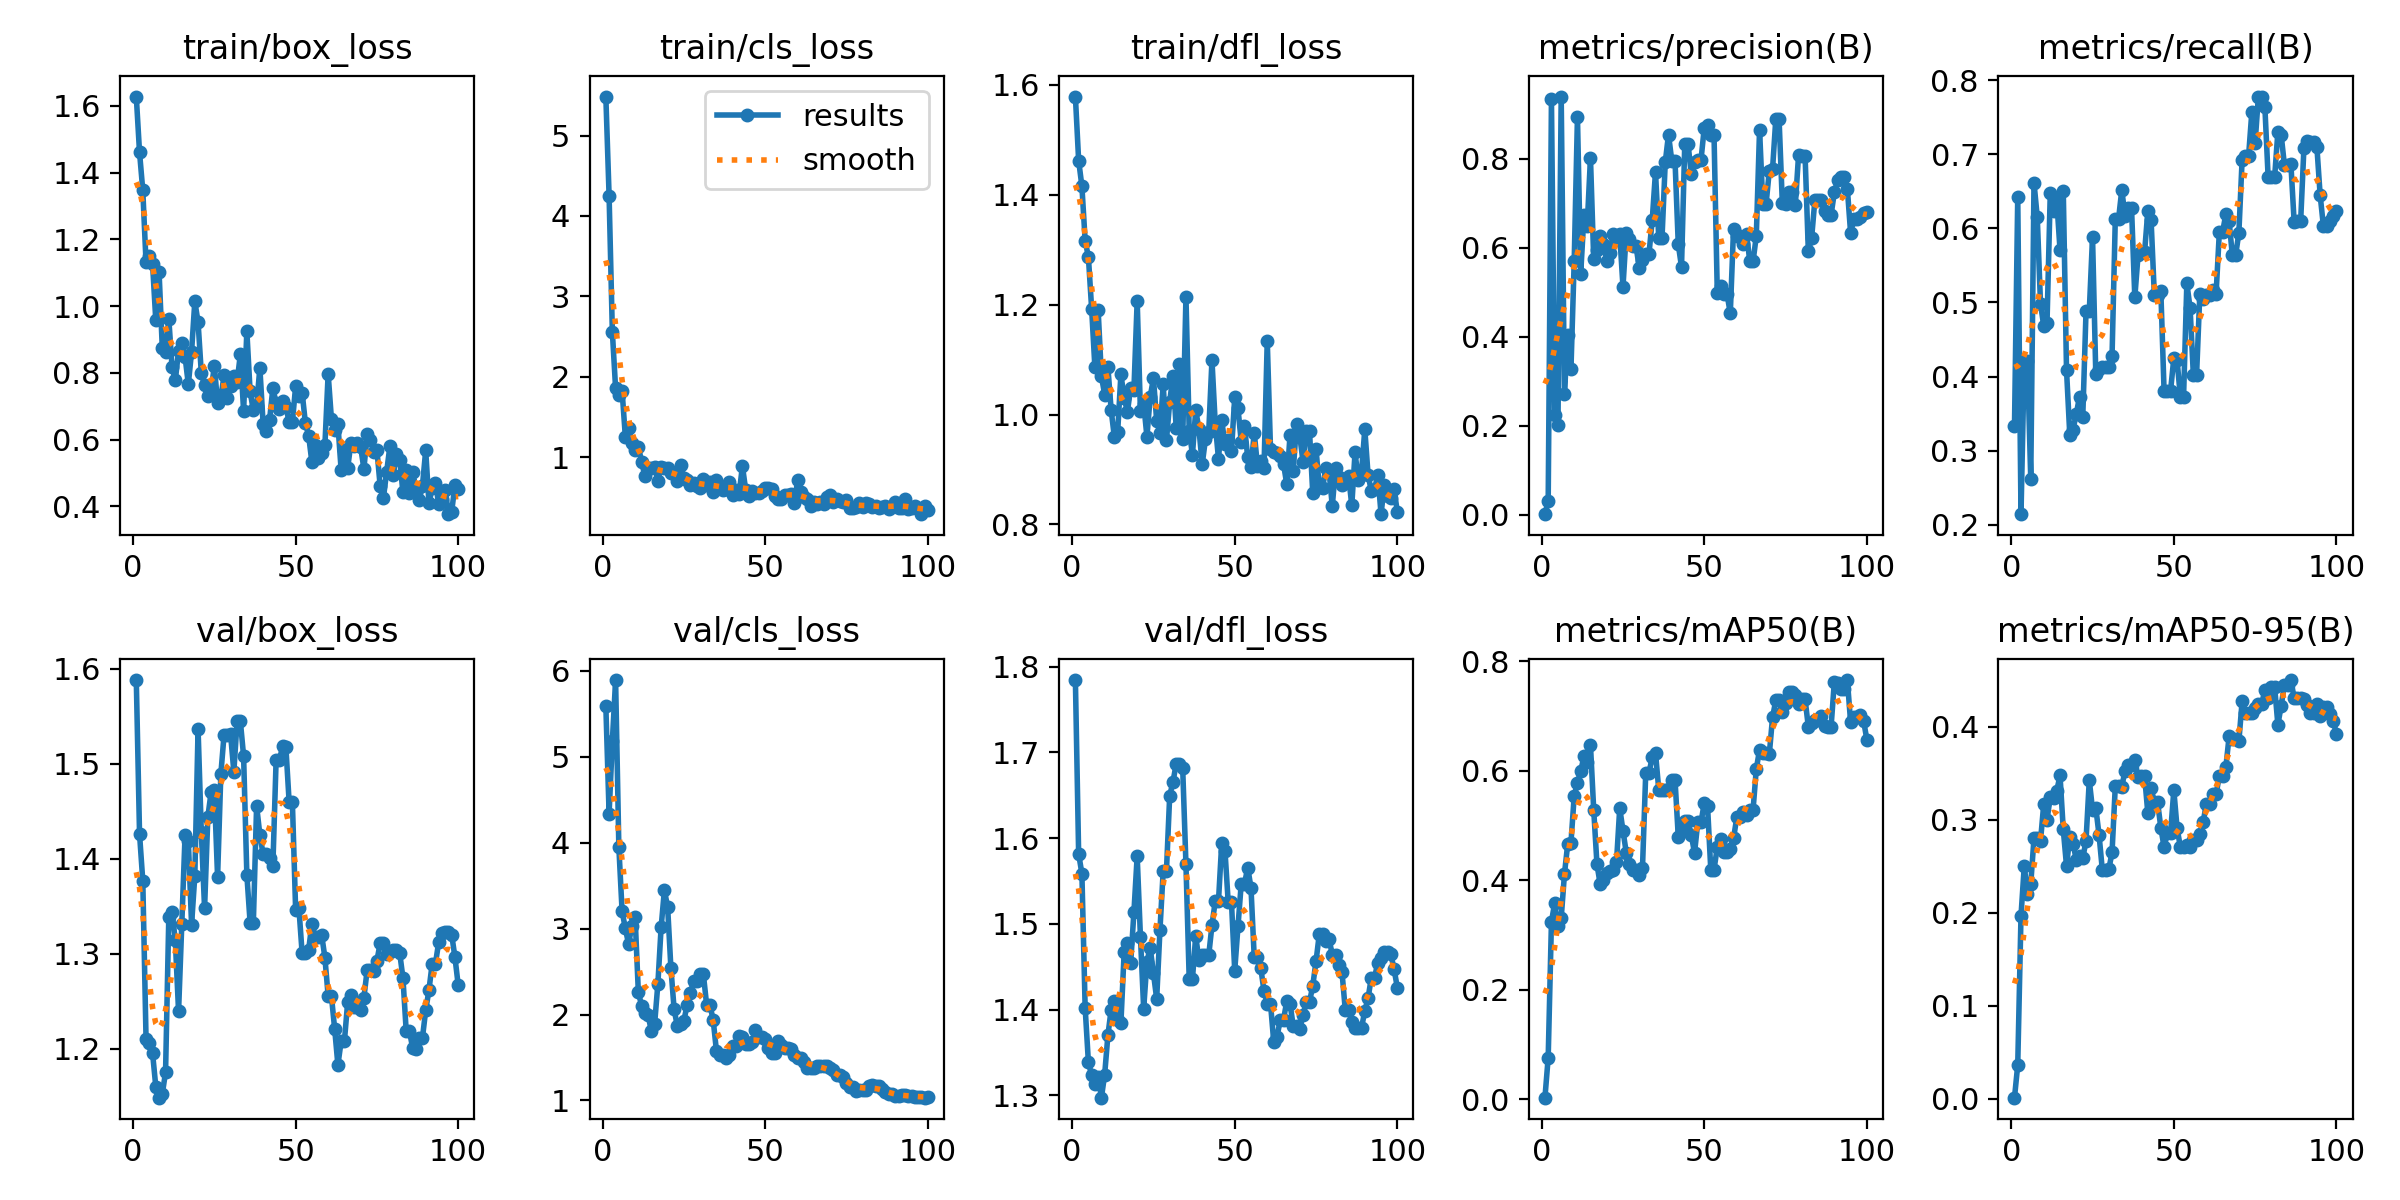 train/box_loss
train/cls_loss
train/dfl_loss
metrics/precision(B)
metrics/recall(B)
1.6
1.4
1.2
1.0
0.8
0.6
0.4
0 50 100
5
4
3
2
1
0 50 100
results
smooth
1.6
1.4
1.2
1.0
0.8
0 50 100
0.8
0.6
0.4
0.2
0.0
0 50 100
0.8
0.7
0.6
0.5
0.4
0.3
0.2
0 50 100
val/box_loss
val/cls_loss
val/dfl_loss
metrics/mAP50(B)
metrics/mAP50-95(B)
1.6
1.5
1.4
1.3
1.2
0 50 100
6
5
4
3
2
1
0 50 100
1.8
1.7
1.6
1.5
1.4
1.3
0 50 100
0.8
0.6
0.4
0.2
0.0
0 50 100
0.4
0.3
0.2
0.1
0.0
0 50 100